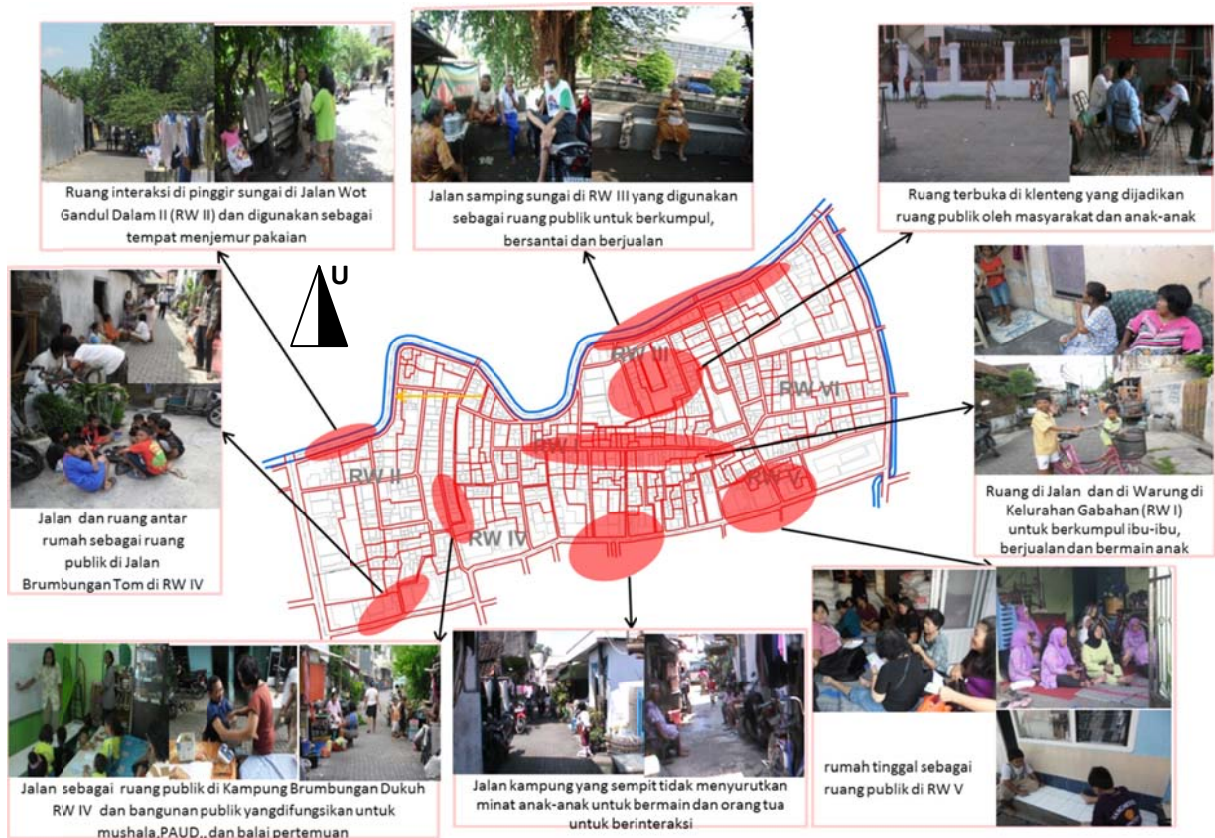 Ruang interaksi di pinggir sungai di Jalan Wot
Gandul Dalam II (RW II) dan digunakan sebagai
tempat menjemur pakaian
Jalan samping sungai di RW III yang digunakan
sebagai ruang publik untuk berkumpul,
bersantai dan berjualan
Ruang terbuka di klenteng yang dijadikan
ruang publik oleh masyarakat dan anak-anak
U
RW III
RW VI
RW I
RW II
RW V
RW IV
Jalan dan ruang antar
rumah sebagai ruang
publik di Jalan
Brumbungan Tom di RW IV
Ruang di Jalan dan di Warung di
Kelurahan Gabahan (RW I)
untuk berkumpul ibu-ibu,
berjualan dan bermain anak
Jalan sebagai ruang publik di Kampung Brumbungan Dukuh
RW IV dan bangunan publik yangdifungsikan untuk
mushala,PAUD,, dan balai pertemuan
Jalan kampung yang sempit tidak menyurutkan
minat anak-anak untuk bermain dan orang tua
untuk berinteraksi
rumah tinggal sebagai
ruang publik di RW V